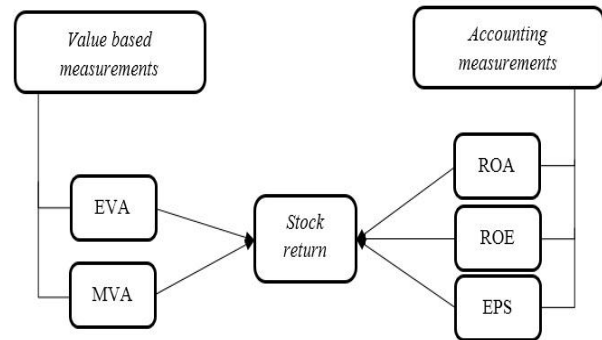 Value based
measurements
Accounting
measurements
EVA
MVA
Stock
return
ROA
ROE
EPS